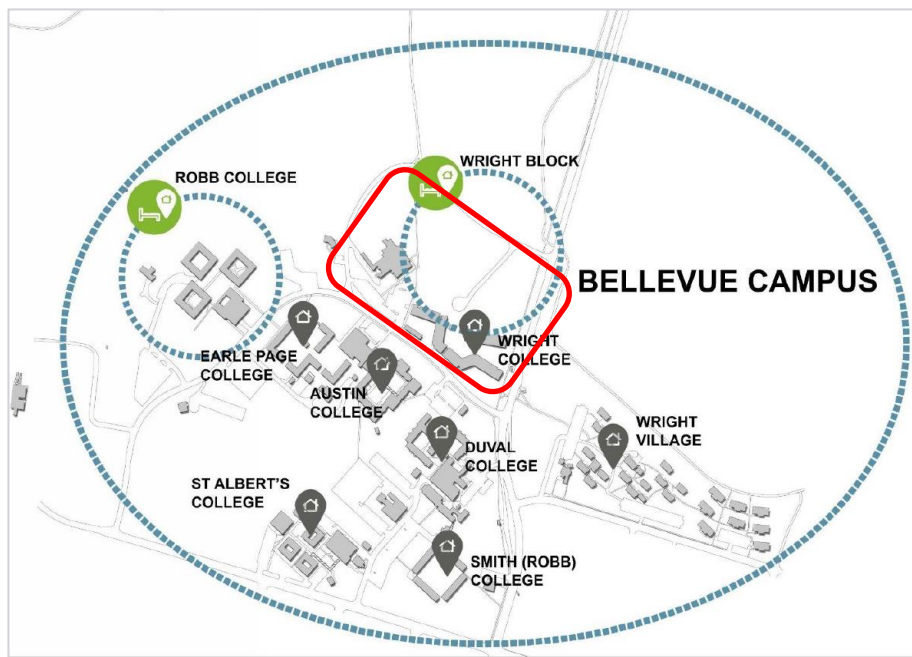 WRIGHT BLOCK
ROBB COLLEGE
BELLEVUE CAMPUS
WRIGHT
COLLEGE
EARLE PAGE
COLLEGE
AUSTIN
COLLEGE
WRIGHT
VILLAGE
DUVAL
COLLEGE
ST ALBERT'S
COLLEGE
SMITH (ROBB)
COLLEGE